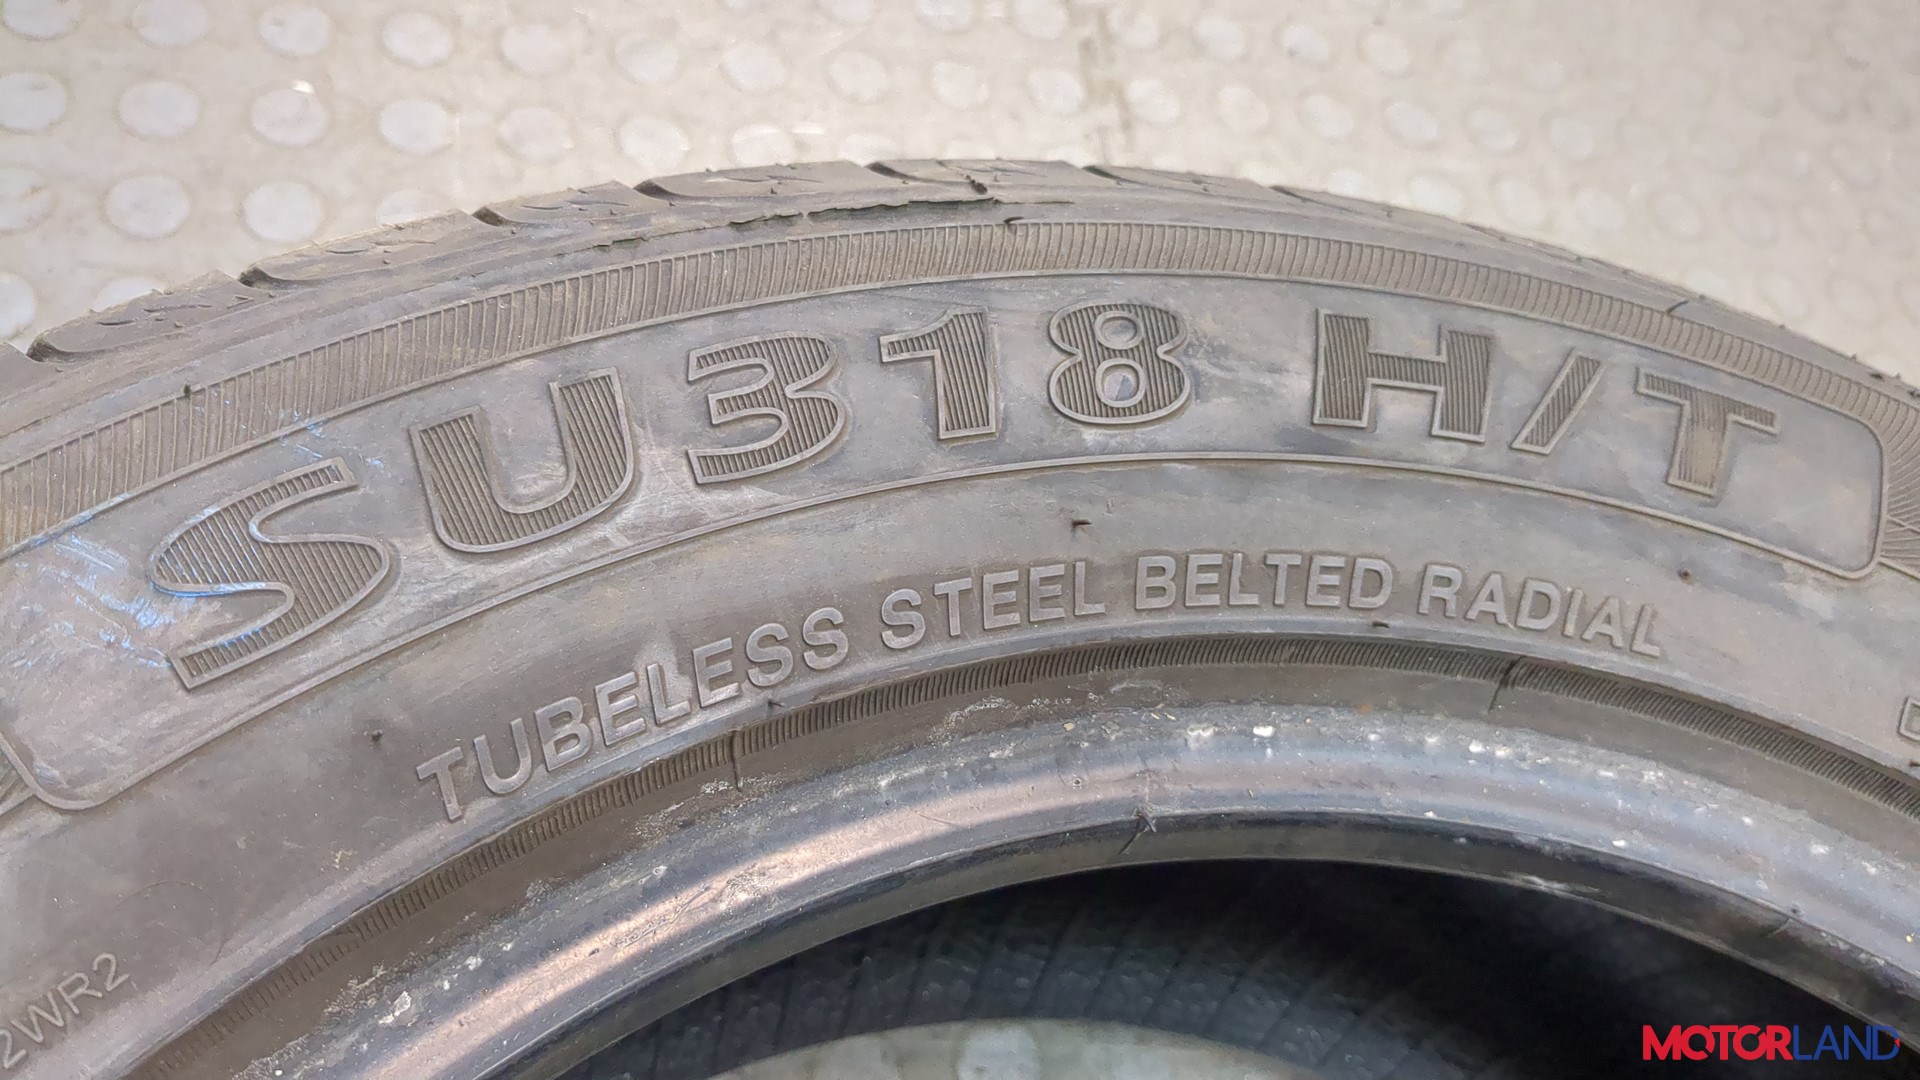 SU318 H/T
TUBELESS STEEL BELTED RADIAL
2WR2
MOTORLAND